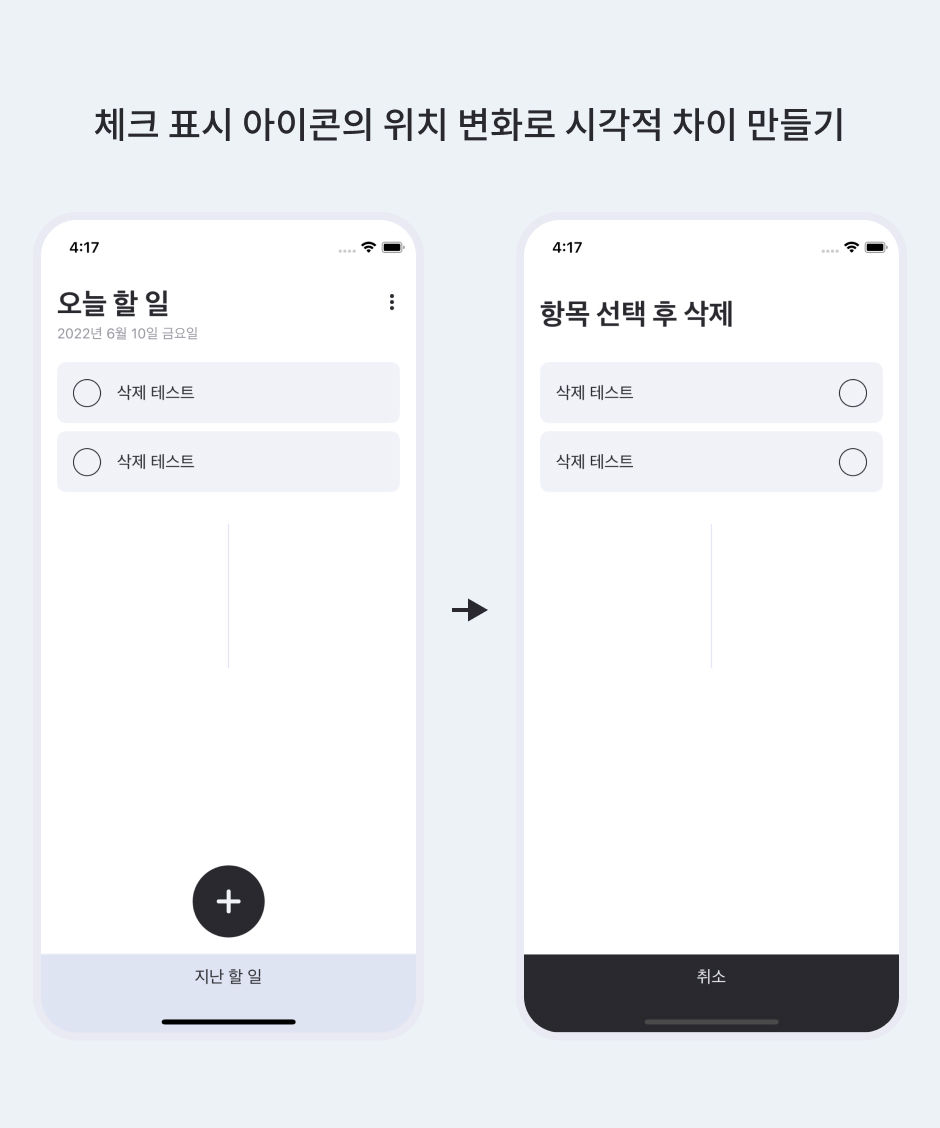 체크 표시 아이콘의 위치 변화로 시각적 차이 만들기
4:17
오늘 할 일
2022년 6월 10일 금요일
삭제 테스트
삭제 테스트
지난 할 일
4:17
항목 선택 후 삭제
삭제 테스트
삭제 테스트
취소